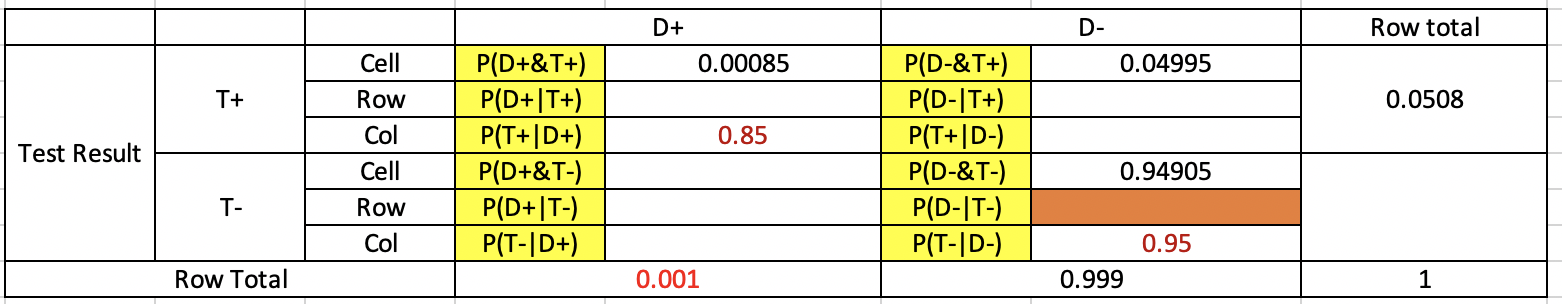 D+ D- Row total
Cell P(D+&T+) 0.00085 P(D-&T+) 0.04995
T+ Row P(D+|T+) P(D-|T+) 0.0508
Col P(T+|D+) 0.85 P(T+|D-)
Test Result
Cell P(D+&T-) P(D-&T-) 0.94905
T- Row P(D+|T-) P(D-|T-)
Col P(T-|D+) P(T-|D-) 0.95
Row Total 0.001 0.999 1